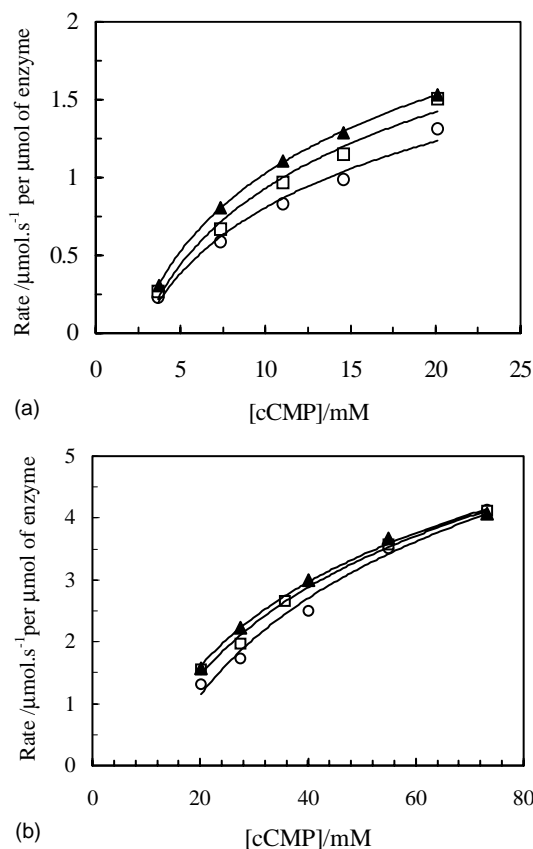 2
1.5
1
0.5
0
0 5 10 15 20 25
Rate /µmol.s⁻¹ per µmol of enzyme
[cCMP]/mM
(a)
5
4
3
2
1
0
0 20 40 60 80
Rate /µmol.s⁻¹per µmol of enzyme
[cCMP]/mM
(b)